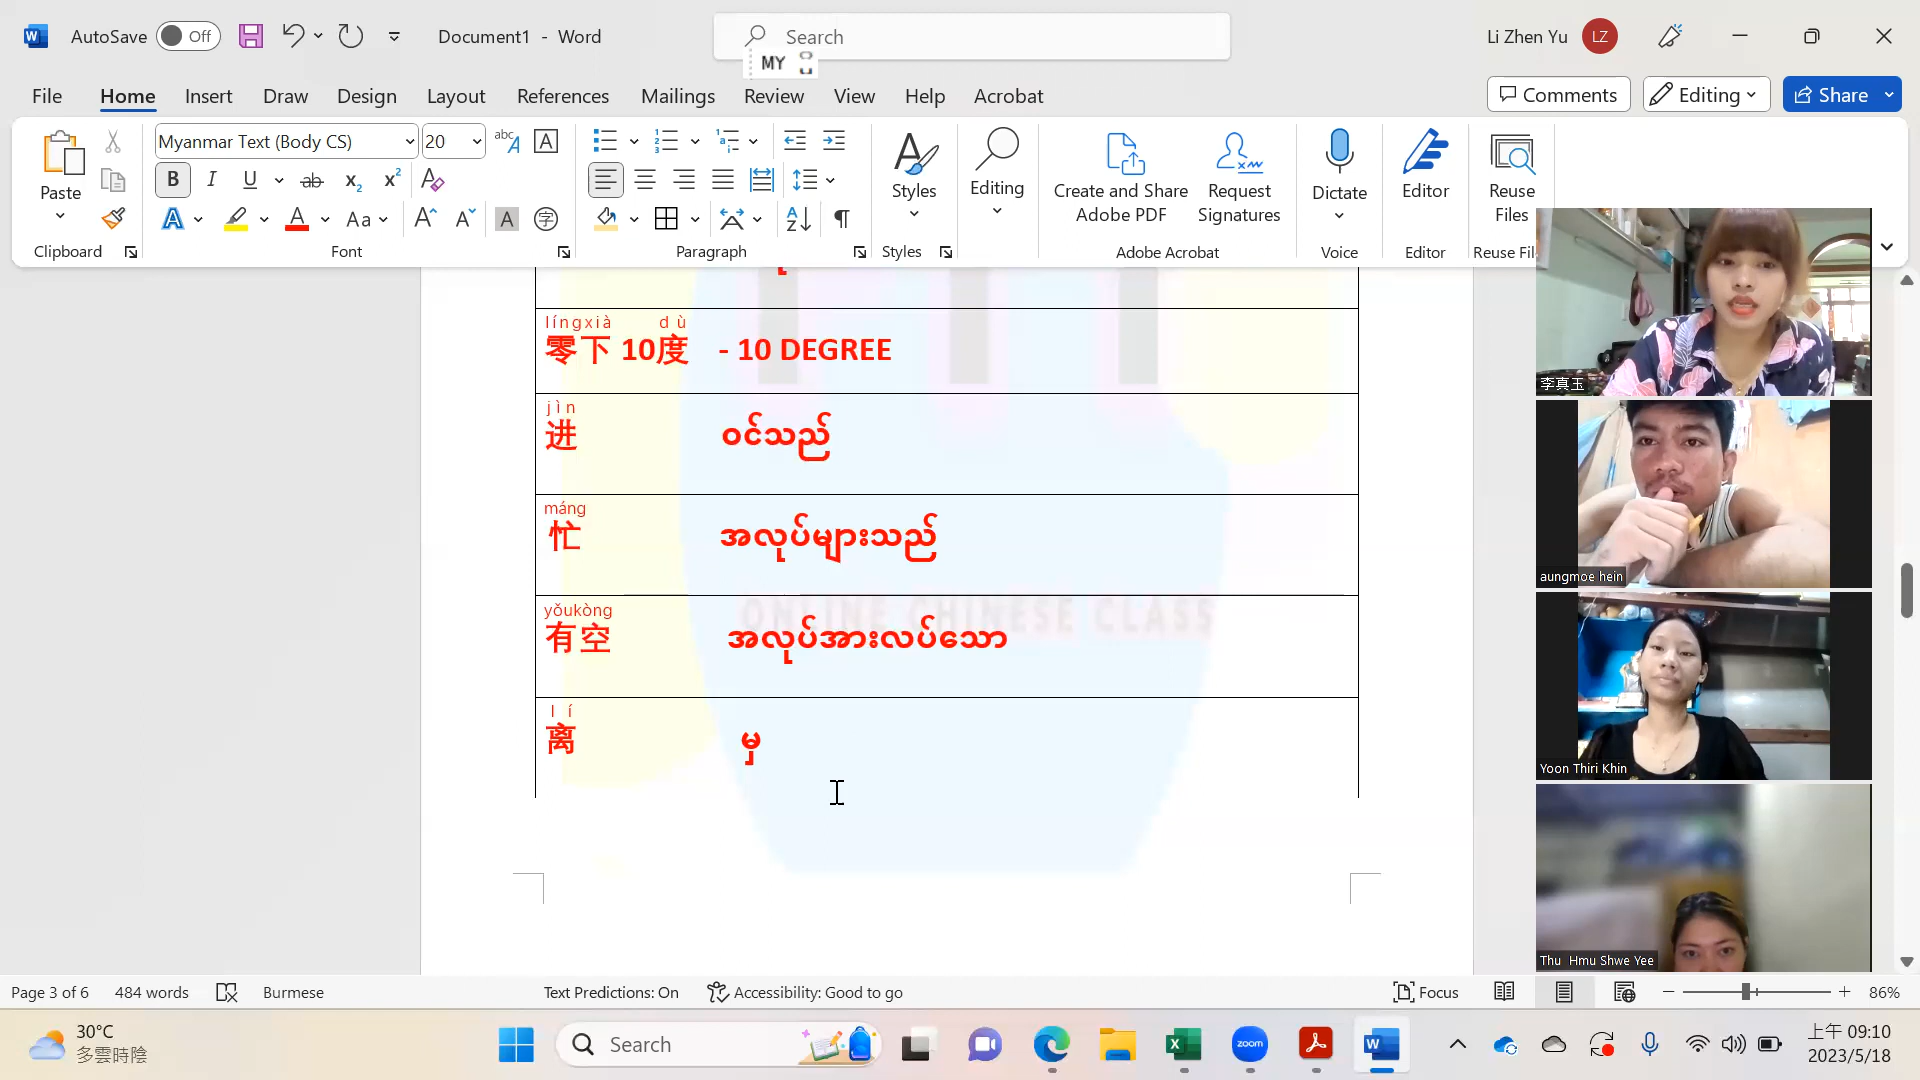 AutoSave Off Document1 - Word Search Li Zhen Yu LZ
MY
File Home Insert Draw Design Layout References Mailings Review View Help Acrobat Comments Editing Share
Myanmar Text (Body CS) 20
Paste
Clipboard Font Paragraph
Styles
Styles
Editing
Create and Share
Adobe PDF
Request
Signatures
Adobe Acrobat
Dictate
Voice
Editor
Editor
Reuse
Files
Reuse Fil
língxià dù
零下 10度 - 10 DEGREE
jìn
进 ဝင်သည်
máng
忙 အလုပ်များသည်
yǒukòng
有空 အလုပ်အားလပ်သော
ONLINE CHINESE CLASS
lí
离 မှ
李真玉
aungmoe hein
Yoon Thiri Khin
Thu Hmu Shwe Yee
Page 3 of 6 484 words Burmese Text Predictions: On Accessibility: Good to go Focus 86%
30°C
多雲時陰
Search
zoom
上午 09:10
2023/5/18